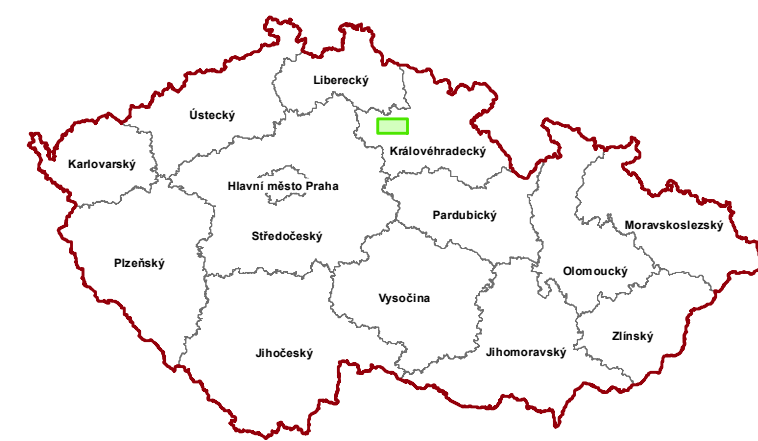 Liberecký
Ústecký
Královéhradecký
Karlovarský
Hlavní město Praha
Pardubický
Moravskoslezský
Středočeský
Plzeňský
Olomoucký
Vysočina
Zlínský
Jihočeský
Jihomoravský